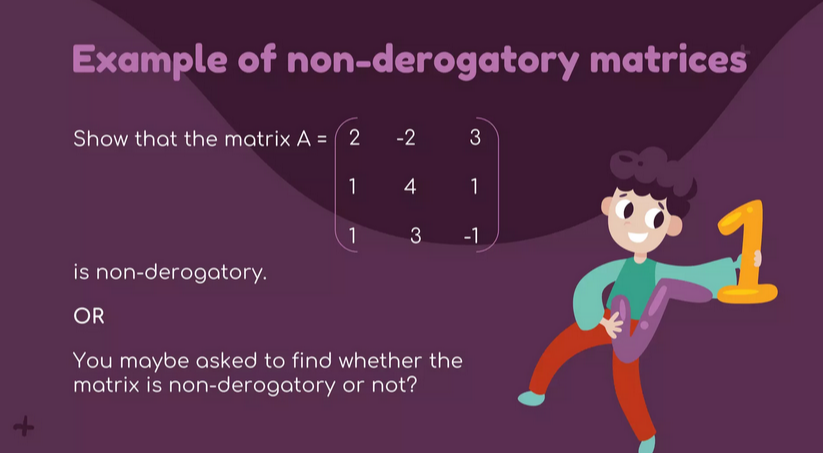 Example of non-derogatory matrices
Show that the matrix A = 2 -2 3
1 4 1
1 3 -1
is non-derogatory.
OR
You maybe asked to find whether the
matrix is non-derogatory or not?
1